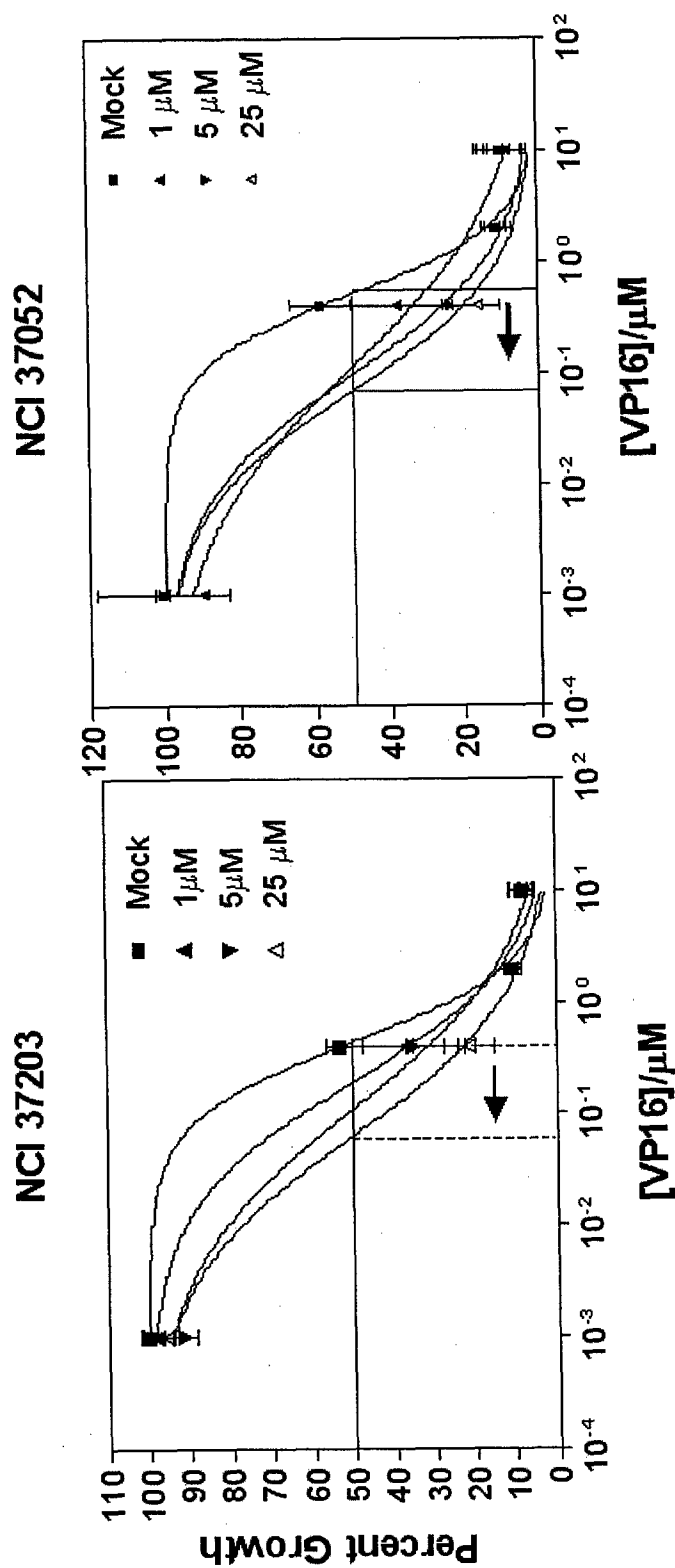 NCI 37203
Percent Growth
110
100
90
80
70
60
50
40
30
20
10
0
■ Mock
▲ 1μM
▼ 5μM
△ 25 μM
10-4 10-3 10-2 10-1 100 101 102
[VP16]/μM
NCI 37052
120
100
80
60
40
20
0
■ Mock
▲ 1 μM
▼ 5 μM
△ 25 μM
10-4 10-3 10-2 10-1 100 101 102
[VP16]/μM